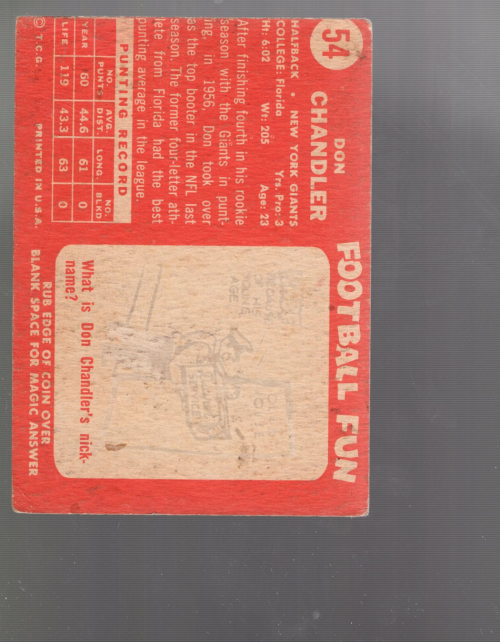 54
DON
CHANDLER
HALFBACK • NEW YORK GIANTS
COLLEGE: Florida Yrs. Pro: 3
Ht: 6:02 Wt: 205 Age: 23
After finishing fourth in his rookie
season with the Giants in punt-
ing, in 1956, Don took over
as the top booter in the NFL last
season. The former four-letter ath-
lete from Florida had the best
punting average in the league.
PUNTING RECORD
NO. PUNTS AVG. DIST. LONG. NO. BLKD
YEAR 60 44.6 61 0
LIFE 119 43.3 63 0
© T.C.G. PRINTED IN U.S.A.
FOOTBALL FUN
What is Don Chandler's nick-
name?
RUB EDGE OF COIN OVER
BLANK SPACE FOR MAGIC ANSWER